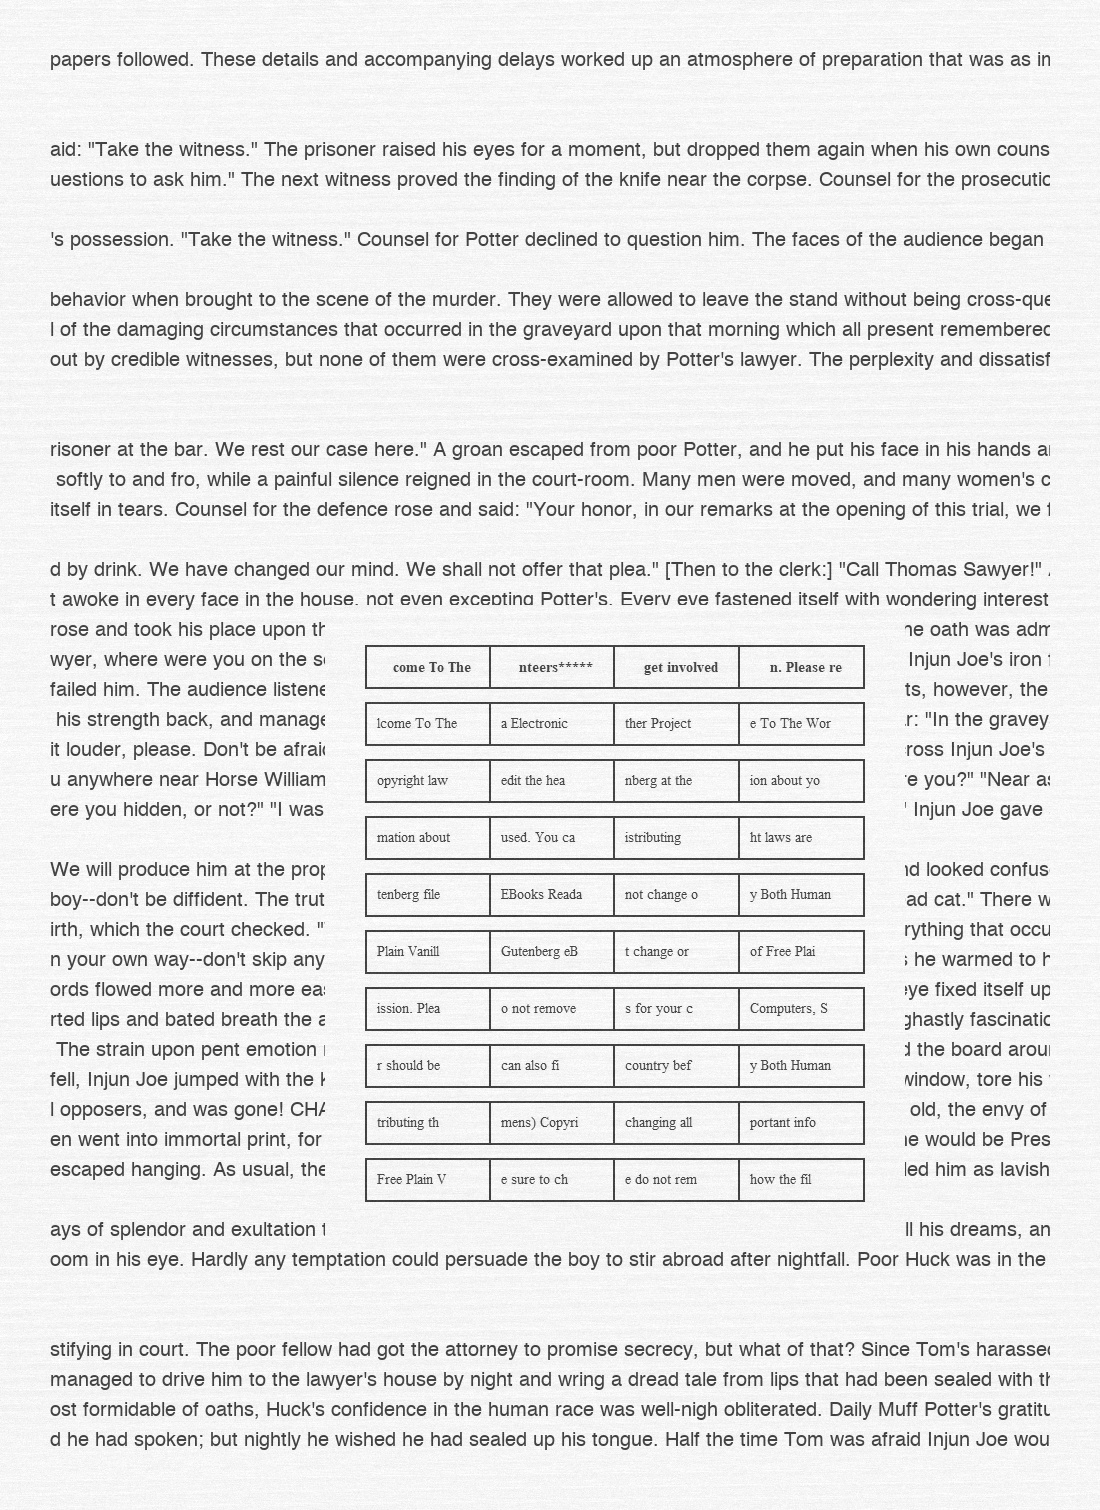 papers followed. These details and accompanying delays worked up an atmosphere of preparation that was as in
aid: "Take the witness." The prisoner raised his eyes for a moment, but dropped them again when his own couns
uestions to ask him." The next witness proved the finding of the knife near the corpse. Counsel for the prosecutio
's possession. "Take the witness." Counsel for Potter declined to question him. The faces of the audience began
behavior when brought to the scene of the murder. They were allowed to leave the stand without being cross-que
l of the damaging circumstances that occurred in the graveyard upon that morning which all present remembered
out by credible witnesses, but none of them were cross-examined by Potter's lawyer. The perplexity and dissatisf
risoner at the bar. We rest our case here." A groan escaped from poor Potter, and he put his face in his hands an
softly to and fro, while a painful silence reigned in the court-room. Many men were moved, and many women's c
itself in tears. Counsel for the defence rose and said: "Your honor, in our remarks at the opening of this trial, we f
d by drink. We have changed our mind. We shall not offer that plea." [Then to the clerk:] "Call Thomas Sawyer!"
t awoke in every face in the house, not even excepting Potter's. Every eye fastened itself with wondering interest
rose and took his place upon th ne oath was adm
wyer, where were you on the se Injun Joe's iron f
failed him. The audience listene ts, however, the
his strength back, and manage r: "In the gravey
it louder, please. Don't be afraid ross Injun Joe's
u anywhere near Horse William e you?" "Near as
ere you hidden, or not?" "I was " Injun Joe gave
We will produce him at the prop nd looked confus
boy--don't be diffident. The trut ad cat." There w
irth, which the court checked. " rything that occu
n your own way--don't skip any s he warmed to h
ords flowed more and more eas eye fixed itself up
rted lips and bated breath the a ghastly fascinatio
The strain upon pent emotion d the board arou
fell, Injun Joe jumped with the k window, tore his
l opposers, and was gone! CHA old, the envy of
en went into immortal print, for he would be Pres
escaped hanging. As usual, the led him as lavish
ays of splendor and exultation t ll his dreams, an
come To The nteers***** get involved n. Please re
lcome To The a Electronic ther Project e To The Wor
opyright law edit the hea nberg at the ion about yo
mation about used. You ca istributing ht laws are
tenberg file EBooks Reada not change o y Both Human
Plain Vanill Gutenberg eB t change or of Free Plai
ission. Plea o not remove s for your c Computers, S
r should be can also fi country bef y Both Human
tributing th mens) Copyri changing all portant info
Free Plain V e sure to ch e do not rem how the fil
oom in his eye. Hardly any temptation could persuade the boy to stir abroad after nightfall. Poor Huck was in the
stifying in court. The poor fellow had got the attorney to promise secrecy, but what of that? Since Tom's harassed
managed to drive him to the lawyer's house by night and wring a dread tale from lips that had been sealed with th
ost formidable of oaths, Huck's confidence in the human race was well-nigh obliterated. Daily Muff Potter's gratitu
d he had spoken; but nightly he wished he had sealed up his tongue. Half the time Tom was afraid Injun Joe wou